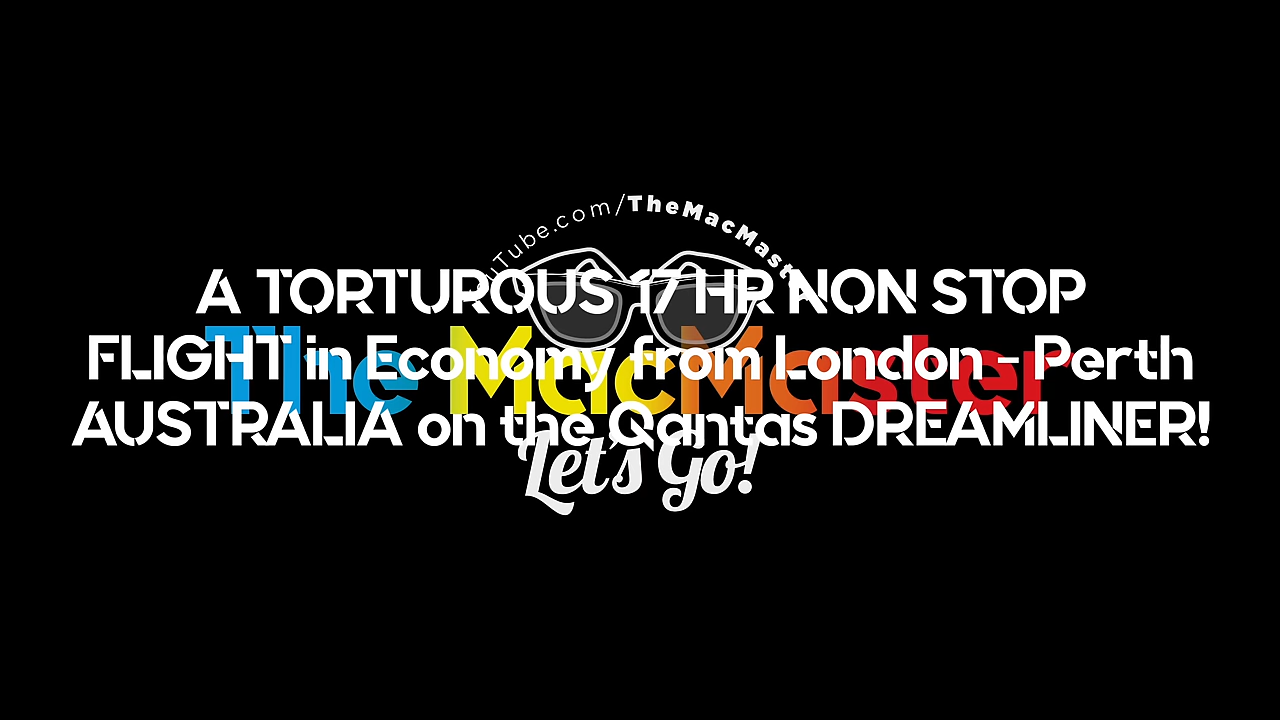 YouTube.com/TheMacMaster
A TORTUROUS 17 HR NON STOP
FLIGHT in Economy from London - Perth
AUSTRALIA on the Qantas DREAMLINER!
The MacMaster
Let's Go!